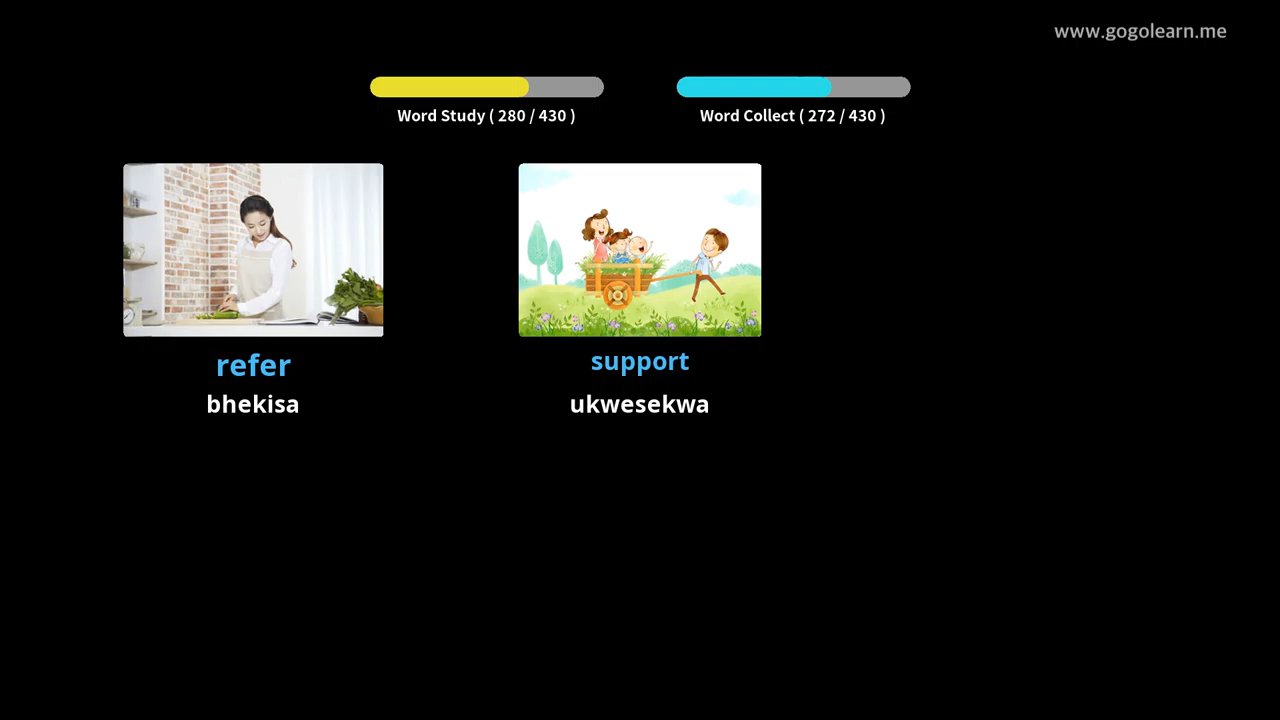 www.gogolearn.me
Word Study ( 280 / 430 )
Word Collect ( 272 / 430 )
refer
bhekisa
support
ukwesekwa